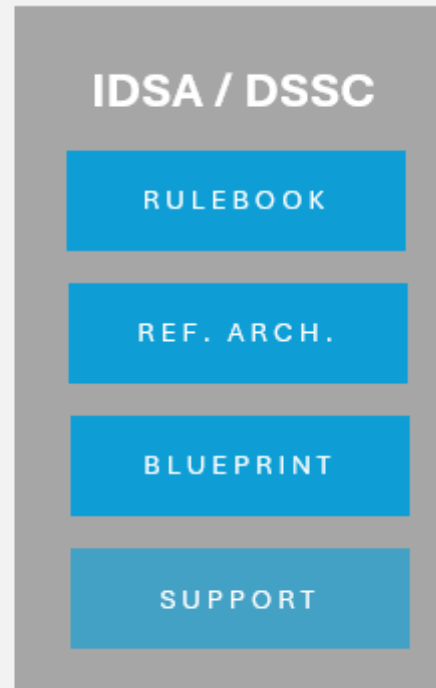 IDSA / DSSC
RULEBOOK
REF. ARCH.
BLUEPRINT
SUPPORT